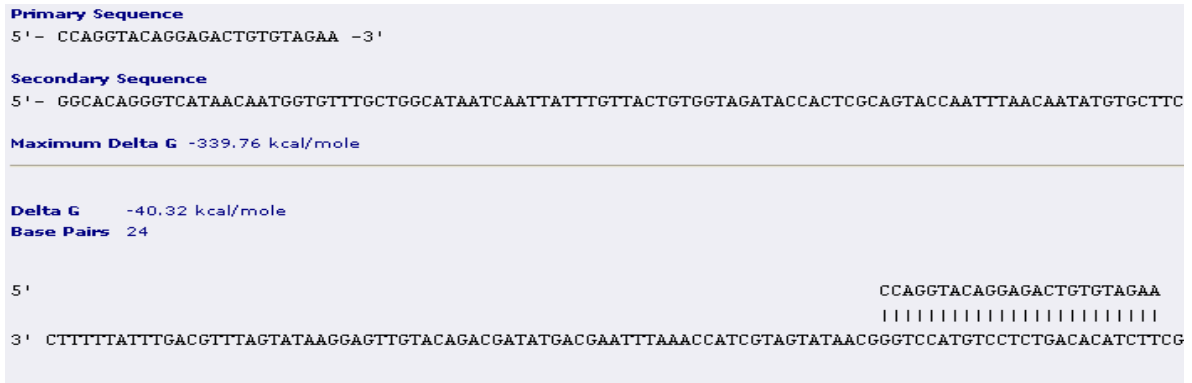 Primary Sequence
5'- CCAGGTACAGGAGACTGTGTAGAA -3'
Secondary Sequence
5'- GGCACAGGGTCATAACAATGGTGTTTGCTGGCATAATCAATTATTTGTTACTGTGGTAGATACCACTCGCAGTACCAATTTAACAATATGTGCTTC
Maximum Delta G -339.76 kcal/mole
Delta G -40.32 kcal/mole
Base Pairs 24
5' CCAGGTACAGGAGACTGTGTAGAA
| | | | | | | | | | | | | | | | | | | | | | | |
3' CTTTTTATTTGACGTTTAGTATAAGGAGTTGTACAGACGATATGACGAATTTAAACCATCGTAGTATAACGGGTCCATGTCCTCTGACACATCTTCG